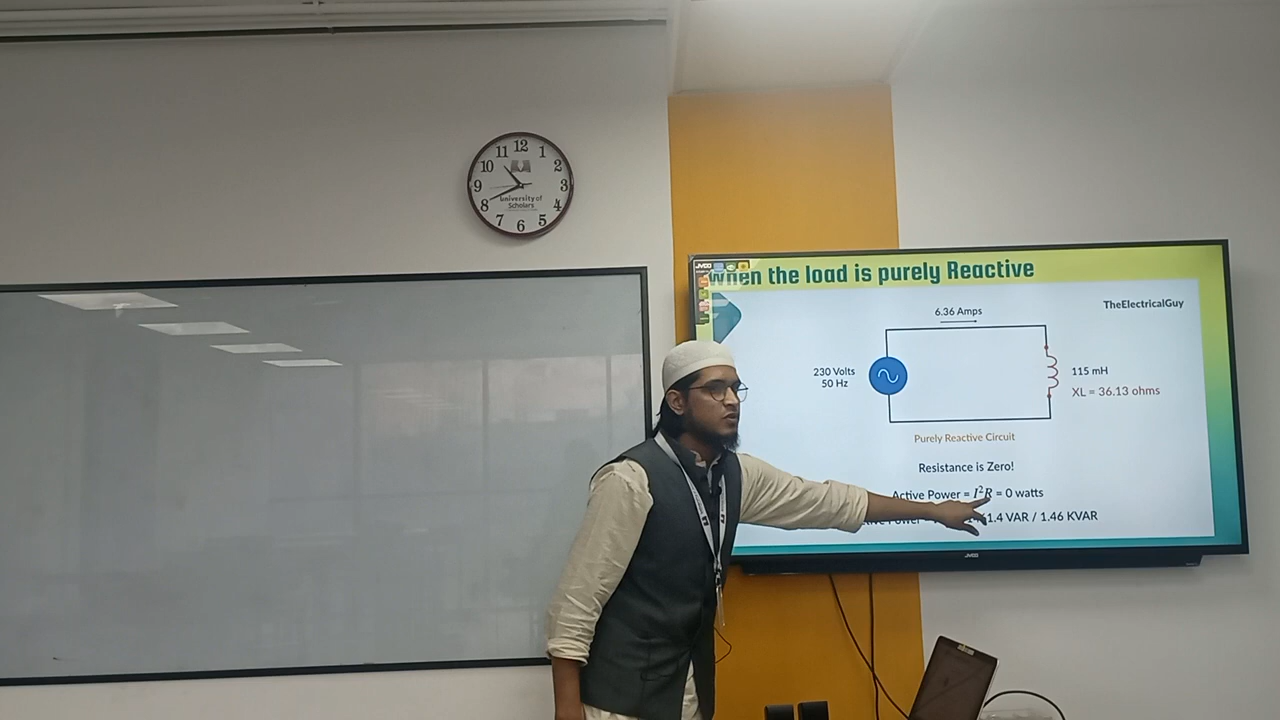 12
11
1
10
2
9
3
University of
Scholars
8
4
7
5
6
JVCO
when the load is purely Reactive
TheElectricalGuy
6.36 Amps
230 Volts
50 Hz
115 mH
XL = 36.13 ohms
Purely Reactive Circuit
Resistance is Zero!
Active Power = I²R = 0 watts
1.4 VAR / 1.46 KVAR
JVCO